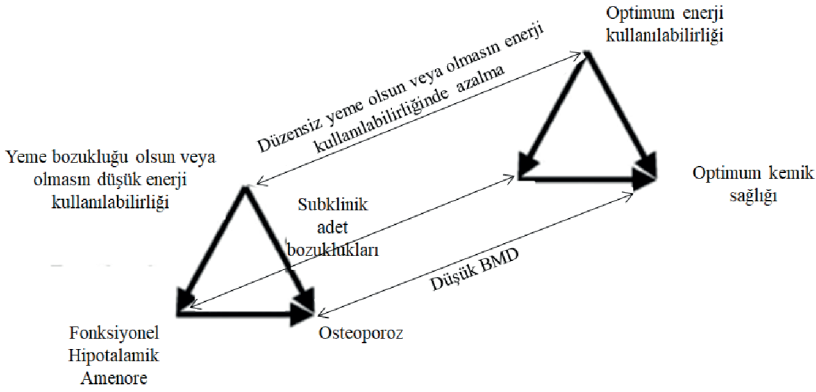 Optimum enerji
kullanılabilirliği
Düzensiz yeme olsun veya olmasın enerji
kullanılabilirliğinde azalma
Yeme bozukluğu olsun veya
olmasın düşük enerji
kullanılabilirliği
Optimum kemik
sağlığı
Subklinik
adet
bozuklukları
Düşük BMD
Fonksiyonel
Hipotalamik
Amenore
Osteoporoz